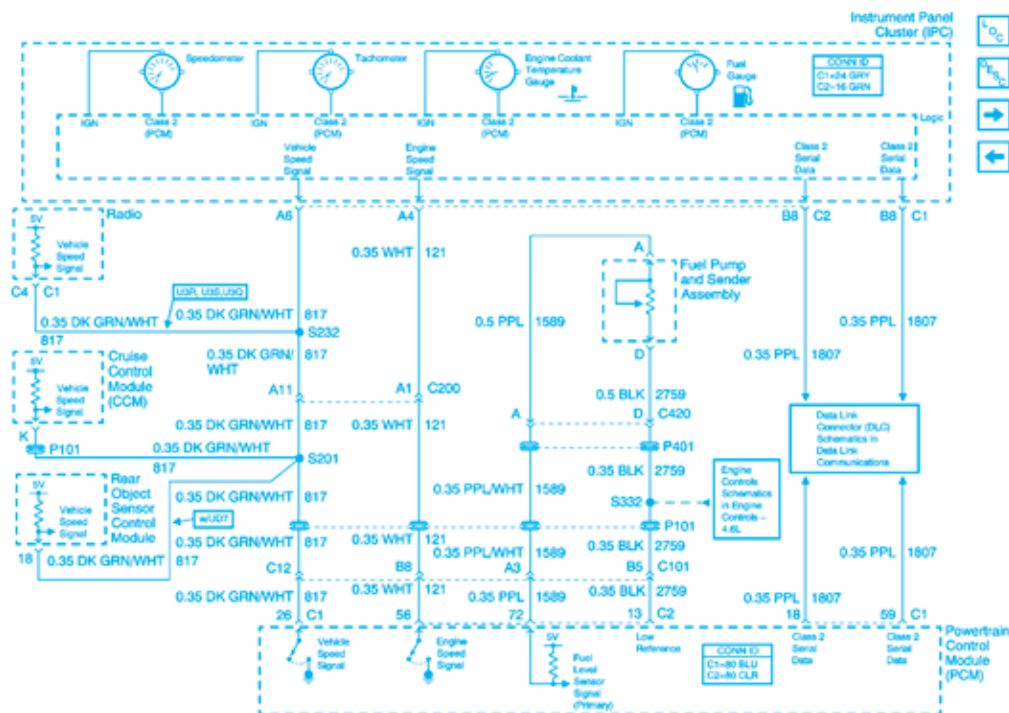 Instrument Panel
Cluster (IPC)
LOC
DESC
Speedometer
Tachometer
Engine Coolant
Temperature
Gauge
Fuel
Gauge
CONN ID
C1=24 GRY
C2=16 GRN
IGN
Class 2
(PCM)
IGN
Class 2
(PCM)
IGN
Class 2
(PCM)
IGN
Class 2
(PCM)
Logic
Vehicle
Speed
Signal
Engine
Speed
Signal
Class 2
Serial
Data
Class 2
Serial
Data
Radio
A6
A4
B8
C2
B8
C1
5V
Vehicle
Speed
Signal
C4
C1
0.35 WHT
121
A
Fuel Pump
and Sender
Assembly
U3R, U3S,U3Q
0.35 DK GRN/WHT
817
0.35 DK GRN/WHT
817
S232
0.5 PPL
1589
0.35 PPL
1807
0.35 PPL
1807
Cruise
Control
Module
(CCM)
5V
Vehicle
Speed
Signal
0.35 DK GRN/
WHT
817
D
A11
A1
C200
0.5 BLK
2759
K
P101
0.35 DK GRN/WHT
817
0.35 DK GRN/WHT
817
S201
0.35 WHT
121
A
D
C420
P401
Data Link
Connector (DLC)
Schematics in
Data Link
Communications
Rear
Object
Sensor
Control
Module
5V
Vehicle
Speed
Signal
0.35 DK GRN/WHT
817
0.35 PPL/WHT
1589
0.35 BLK
2759
S332
Engine
Controls
Schematics
in Engine
Controls –
4.6L
w/UD7
P101
18
0.35 DK GRN/WHT
817
0.35 DK GRN/WHT
817
0.35 WHT
121
0.35 PPL/WHT
1589
0.35 BLK
2759
0.35 PPL
1807
C12
B8
A3
B5
C101
0.35 DK GRN/WHT
817
0.35 WHT
121
0.35 PPL
1589
0.35 BLK
2759
0.35 PPL
1807
26
C1
56
72
13
C2
18
59
C1
Vehicle
Speed
Signal
Engine
Speed
Signal
5V
Fuel
Level
Sensor
Signal
(Primary)
Low
Reference
CONN ID
C1=80 BLU
C2=80 CLR
Class 2
Serial
Data
Class 2
Serial
Data
Powertrain
Control
Module
(PCM)